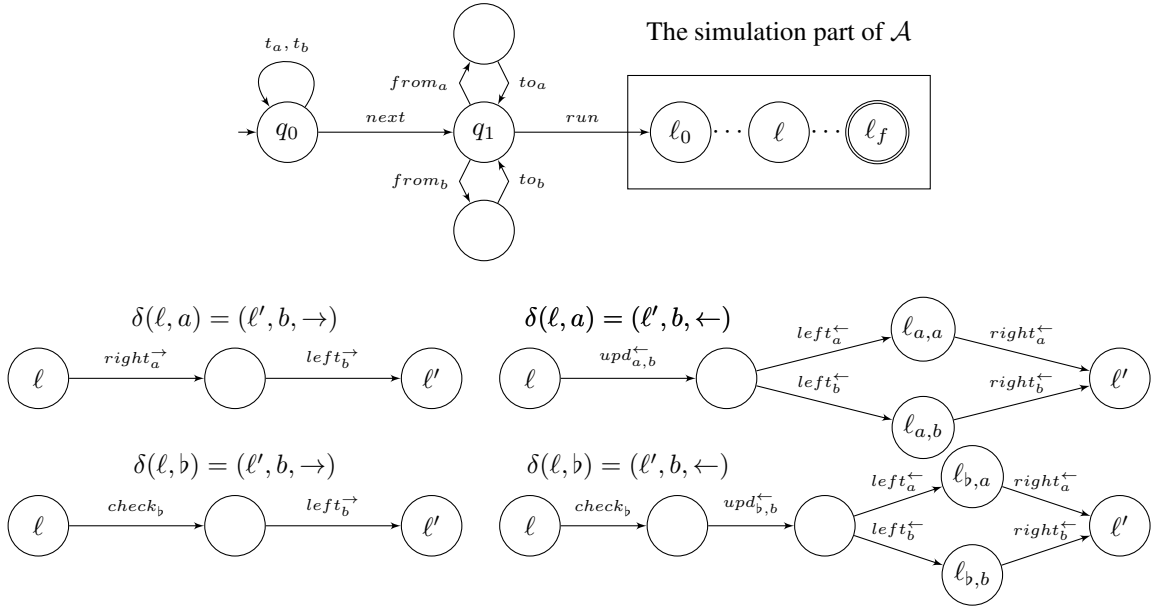 The simulation part of 𝒜
t_a, t_b
from_a to_a
q_0 next q_1 run ℓ_0 ··· ℓ ··· ℓ_f
from_b to_b
δ(ℓ, a) = (ℓ′, b, →) δ(ℓ, a) = (ℓ′, b, ←)
ℓ right_a^→ left_b^→ ℓ′
ℓ upd_{a,b}^← left_a^← ℓ_{a,a} right_a^← ℓ′
left_b^← ℓ_{a,b} right_b^←
δ(ℓ, ♭) = (ℓ′, b, →) δ(ℓ, ♭) = (ℓ′, b, ←)
ℓ check_♭ left_b^→ ℓ′
ℓ check_♭ upd_{♭,b}^← left_a^← ℓ_{♭,a} right_a^← ℓ′
left_b^← ℓ_{♭,b} right_b^←